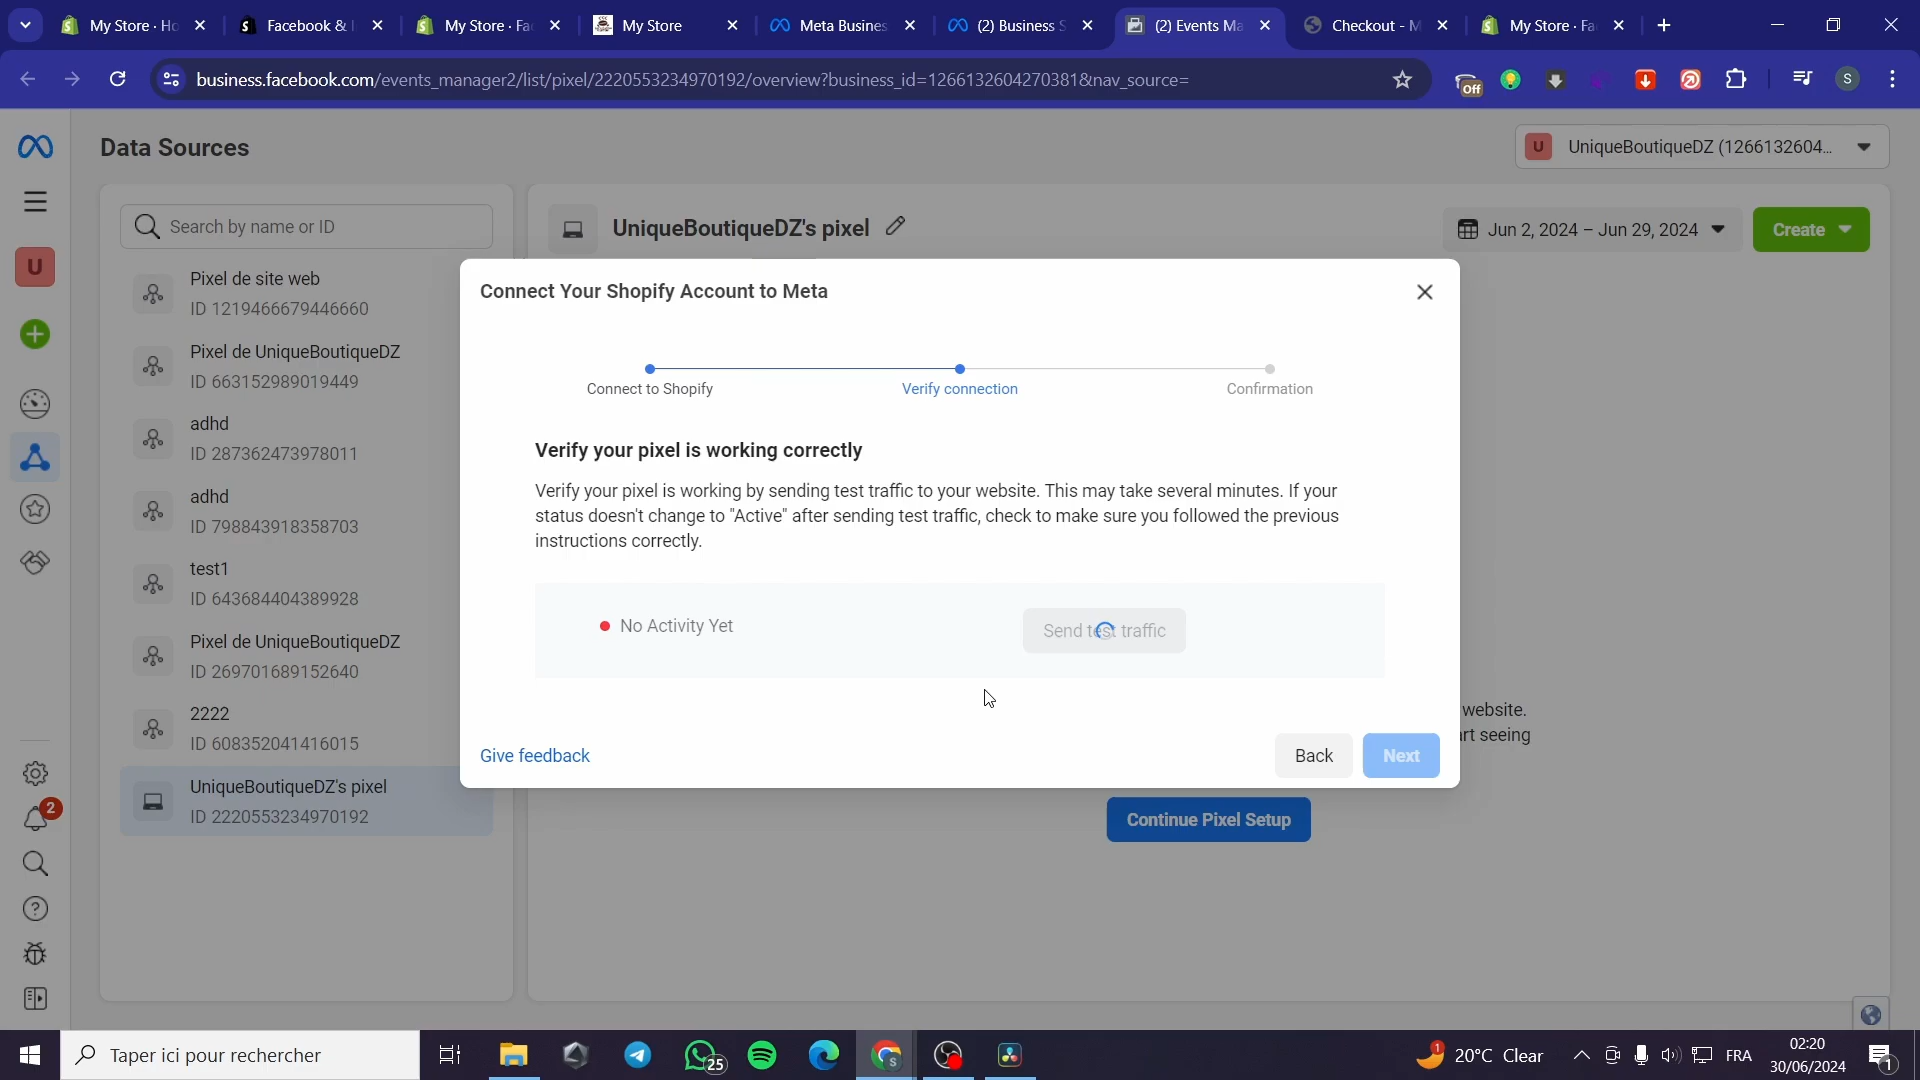 My Store · Ho
Facebook & I
My Store · Fac
My Store
Meta Busines
(2) Business S
(2) Events Ma
Checkout - M
My Store · Fa
business.facebook.com/events_manager2/list/pixel/2220553234970192/overview?business_id=1266132604270381&nav_source=
Off
S
Data Sources
U
UniqueBoutiqueDZ (1266132604...
Search by name or ID
UniqueBoutiqueDZ's pixel
Jun 2, 2024 – Jun 29, 2024
Create
U
Pixel de site web
ID 1219466679446660
Pixel de UniqueBoutiqueDZ
ID 663152989019449
adhd
ID 287362473978011
adhd
ID 798843918358703
test1
ID 643684404389928
Pixel de UniqueBoutiqueDZ
ID 269701689152640
2222
ID 608352041416015
UniqueBoutiqueDZ's pixel
ID 2220553234970192
2
Connect Your Shopify Account to Meta
Connect to Shopify
Verify connection
Confirmation
Verify your pixel is working correctly
Verify your pixel is working by sending test traffic to your website. This may take several minutes. If your
status doesn't change to "Active" after sending test traffic, check to make sure you followed the previous
instructions correctly.
No Activity Yet
Send test traffic
Give feedback
Back
Next
website.
art seeing
Continue Pixel Setup
Taper ici pour rechercher
25
S
1
20°C Clear
FRA
02:20
30/06/2024
1